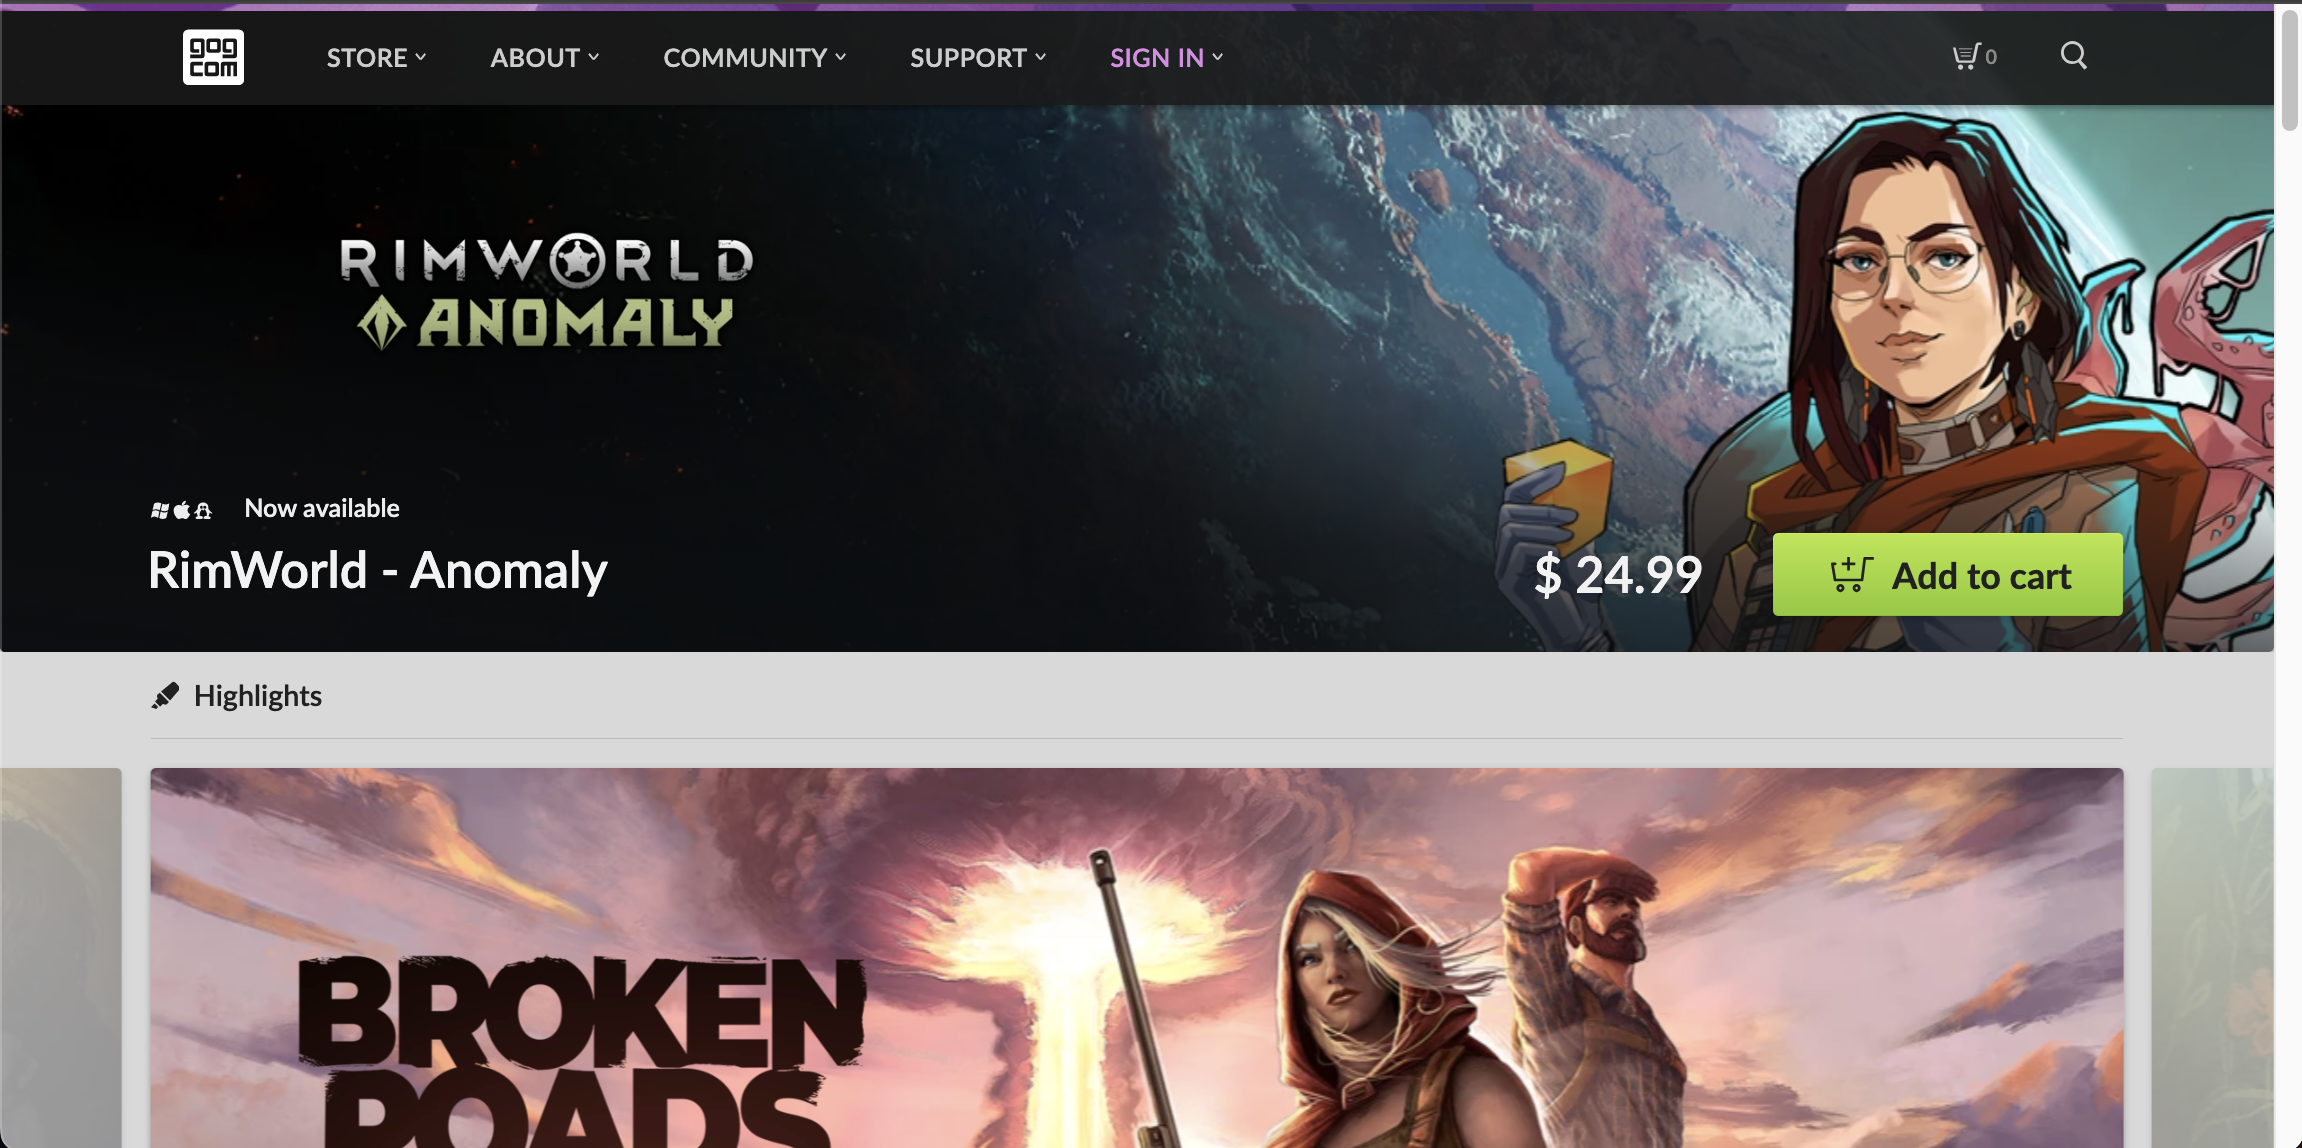 gog
com
STORE
ABOUT
COMMUNITY
SUPPORT
SIGN IN
0
RIMWORLD
ANOMALY
Now available
RimWorld - Anomaly
$ 24.99
Add to cart
Highlights
BROKEN
ROADS